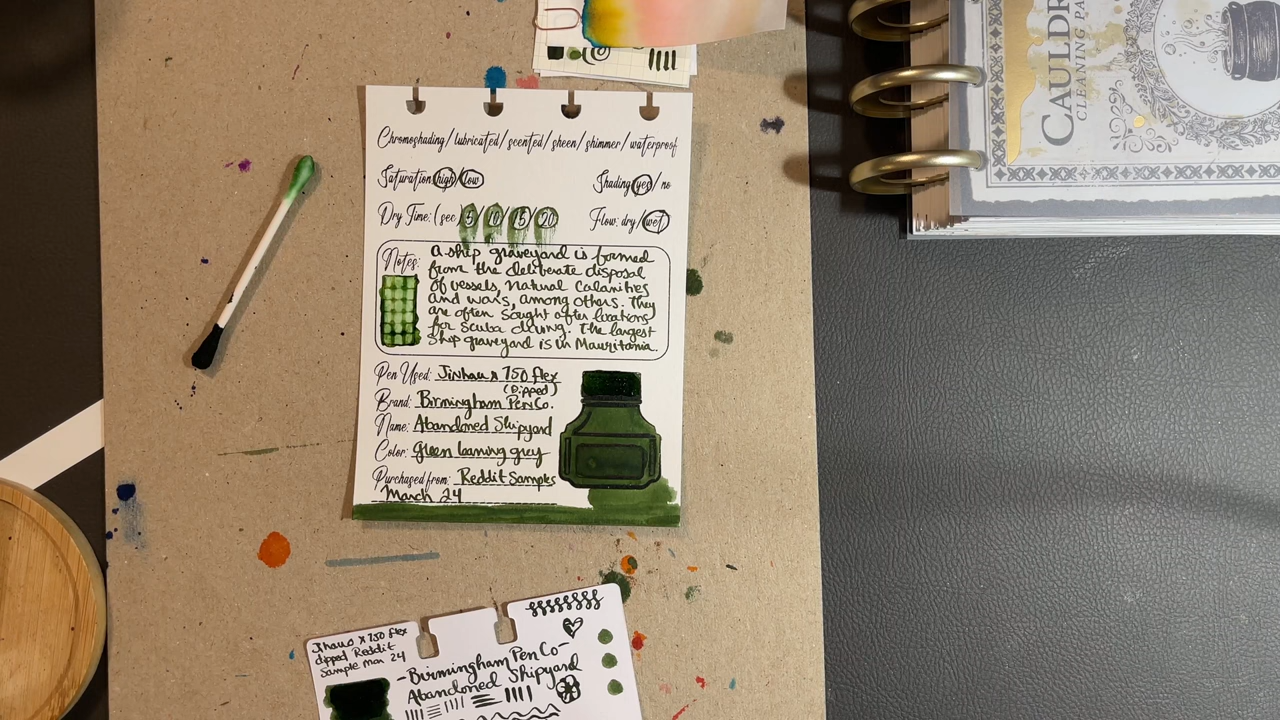 CAULDR
CLEANING PA
Chromoshading/lubricated/scented/sheen/shimmer/waterproof
Saturation: high/low
Shading: yes/no
Dry Time: (sec) 5/10/15/20
Flow: dry/wet
Notes:
A ship graveyard is formed
from the deliberate disposal
of vessels, natural calamities
and wars, among others. They
are often sought after locations
for scuba diving. The largest
ship graveyard is in Mauritania.
Pen Used: Jinhau x 750 flex
(Dipped)
Brand: Birmingham Pen Co.
Name: Abandoned Shipyard
Color: Green leaning grey
Purchased from: Reddit Samples
March 24
Jhaus x 750 flex
dipped Reddit
Sample Mar 24
-Birmingham Pen Co-
Abandoned Shipyard